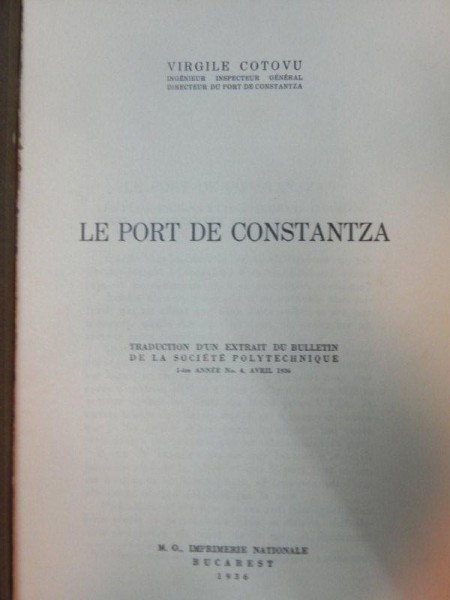 VIRGILE COTOVU
INGÉNIEUR INSPECTEUR GÉNÉRAL
DIRECTEUR DU PORT DE CONSTANTZA
LE PORT DE CONSTANTZA
TRADUCTION D'UN EXTRAIT DU BULLETIN
DE LA SOCIÉTÉ POLYTECHNIQUE
ANNÉE No. 4, AVRIL 1936
M. O., IMPRIMERIE NATIONALE
BUCAREST
1936